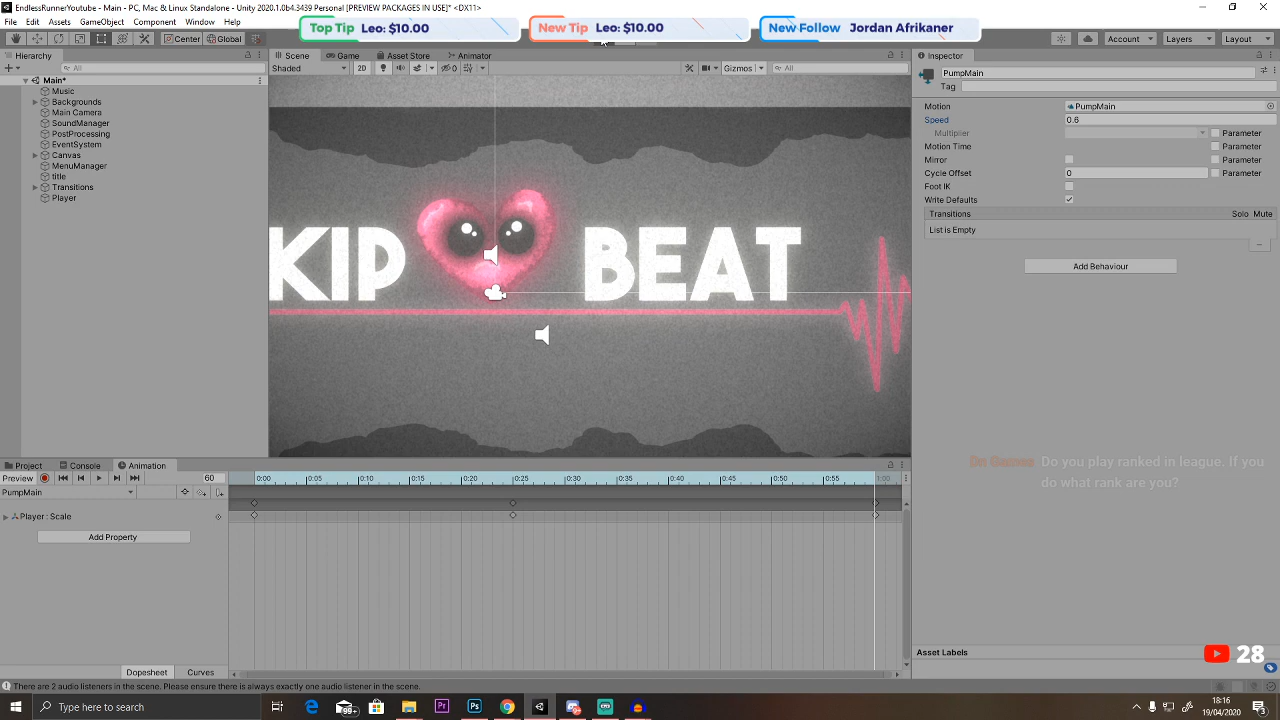 EndlessRunner_Youtube - Main - PC, Mac & Linux Standalone - Unity 2020.1.0b4.3439 Personal [PREVIEW PACKAGES IN USE]* <DX11>
Top Tip Leo: $10.00
New Tip Leo: $10.00
New Follow Jordan Afrikaner
Center Global
Account Layers Layout
Hierarchy
Scene Game Asset Store Animator
Inspector
All
Shaded 2D 0 Gizmos All
Main*
Music
Backgrounds
Main Camera
SoundManager
PostProcessing
EventSystem
Canvas
MenuManager
title
Transitions
Player
KIP BEAT
PumpMain
Tag
Motion PumpMain
Speed 0.6
Multiplier Parameter
Motion Time Parameter
Mirror Parameter
Cycle Offset 0 Parameter
Foot IK
Write Defaults
Transitions Solo Mute
List is Empty
Add Behaviour
Dn Games Do you play ranked in league. If you
do what rank are you?
Project Console Animation
Preview 60
0:00 0:05 0:10 0:15 0:20 0:25 0:30 0:35 0:40 0:45 0:50 0:55 1:00
PumpMain
Player : Scale
Add Property
Dopesheet Curves
Asset Labels
28
There are 2 audio listeners in the scene. Please ensure there is always exactly one audio listener in the scene.
Type here to search
99+
Pr
Ps
18:16
19/04/2020